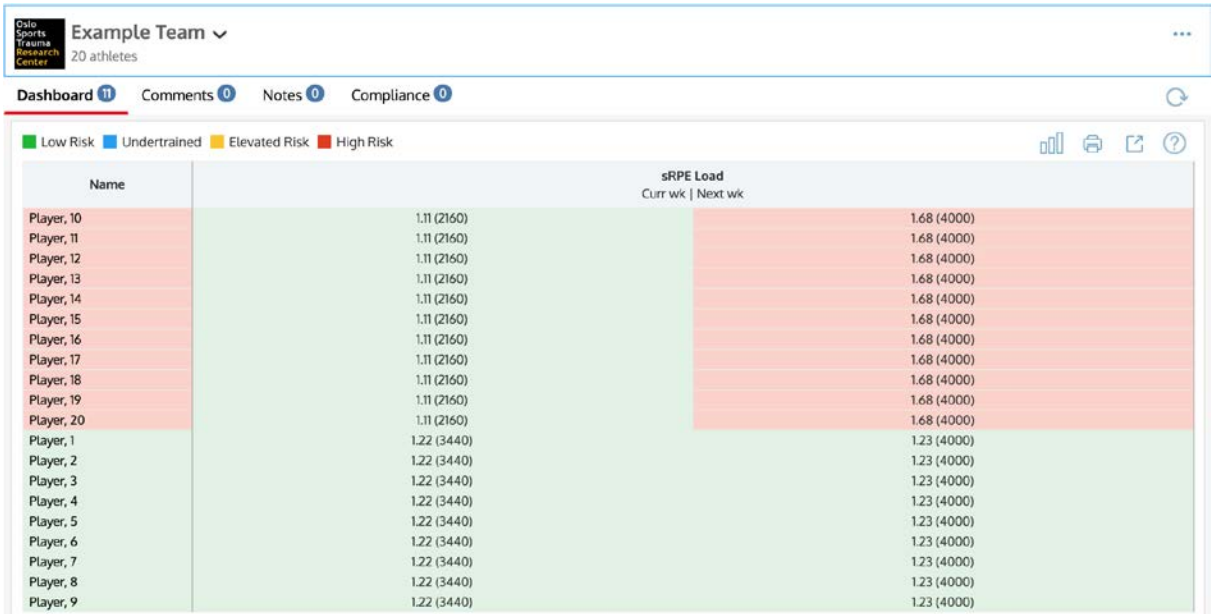 Oslo
Sports
Trauma
Research
Center
Example Team
20 athletes
Dashboard 11 Comments 0 Notes 0 Compliance 0
Low Risk Undertrained Elevated Risk High Risk
Name sRPE Load
Curr wk | Next wk
Player, 10 1.11 (2160) 1.68 (4000)
Player, 11 1.11 (2160) 1.68 (4000)
Player, 12 1.11 (2160) 1.68 (4000)
Player, 13 1.11 (2160) 1.68 (4000)
Player, 14 1.11 (2160) 1.68 (4000)
Player, 15 1.11 (2160) 1.68 (4000)
Player, 16 1.11 (2160) 1.68 (4000)
Player, 17 1.11 (2160) 1.68 (4000)
Player, 18 1.11 (2160) 1.68 (4000)
Player, 19 1.11 (2160) 1.68 (4000)
Player, 20 1.11 (2160) 1.68 (4000)
Player, 1 1.22 (3440) 1.23 (4000)
Player, 2 1.22 (3440) 1.23 (4000)
Player, 3 1.22 (3440) 1.23 (4000)
Player, 4 1.22 (3440) 1.23 (4000)
Player, 5 1.22 (3440) 1.23 (4000)
Player, 6 1.22 (3440) 1.23 (4000)
Player, 7 1.22 (3440) 1.23 (4000)
Player, 8 1.22 (3440) 1.23 (4000)
Player, 9 1.22 (3440) 1.23 (4000)